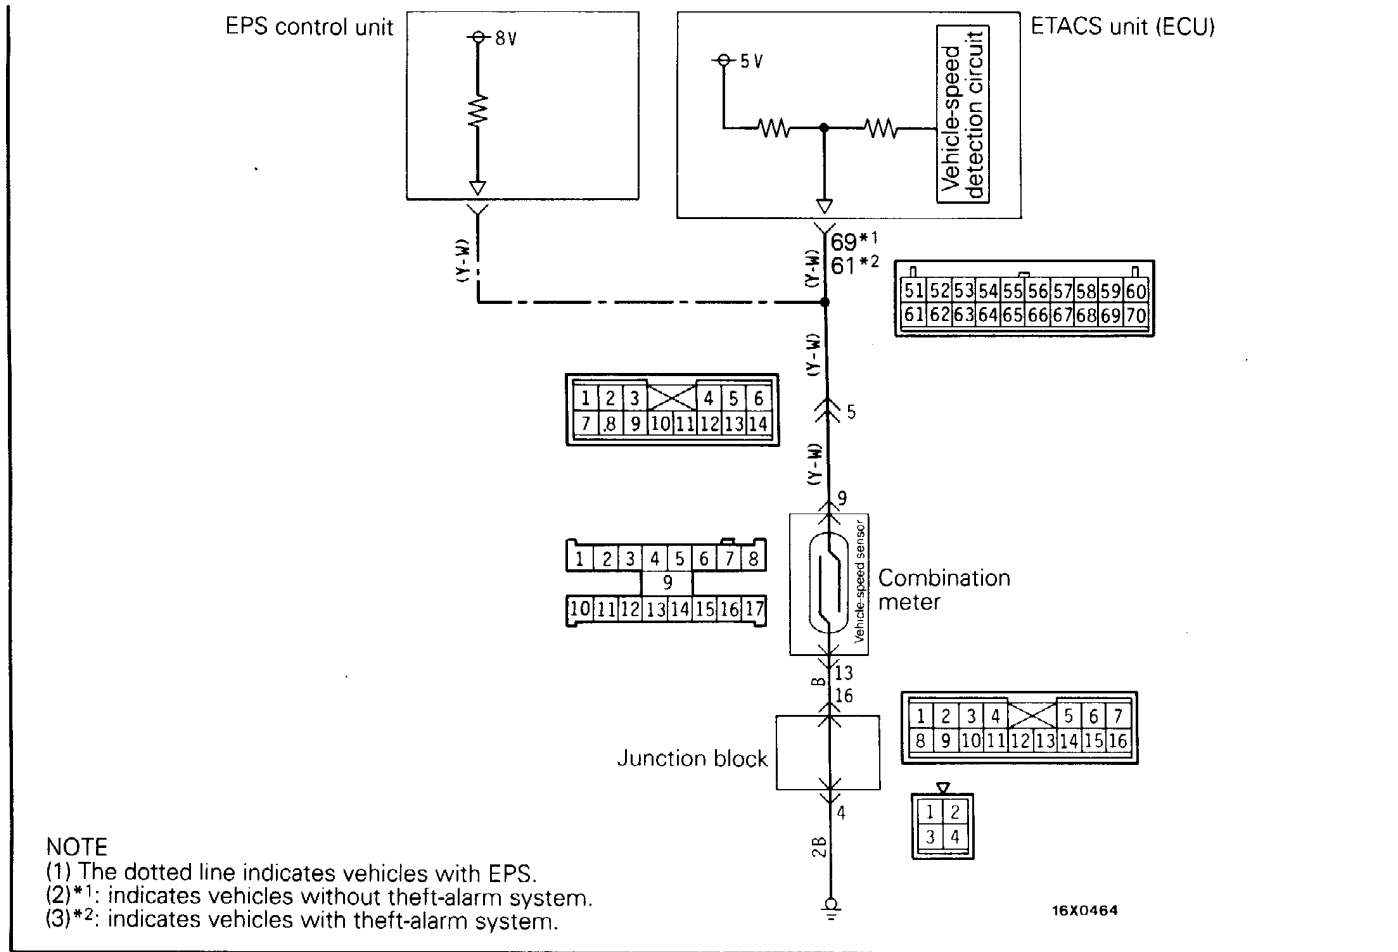 EPS control unit
8V
ETACS unit (ECU)
5V
Vehicle-speed
detection circuit
(Y-W)
(Y-W)
69*1
61*2
51 52 53 54 55 56 57 58 59 60
61 62 63 64 65 66 67 68 69 70
(Y-W)
1 2 3 4 5 6
7 8 9 10 11 12 13 14
5
(Y-W)
9
1 2 3 4 5 6 7 8
9
10 11 12 13 14 15 16 17
Vehicle-speed sensor
Combination
meter
13
B
16
1 2 3 4 5 6 7
8 9 10 11 12 13 14 15 16
Junction block
4
1 2
3 4
2B
NOTE
(1) The dotted line indicates vehicles with EPS.
(2)*1: indicates vehicles without theft-alarm system.
(3)*2: indicates vehicles with theft-alarm system.
16X0464